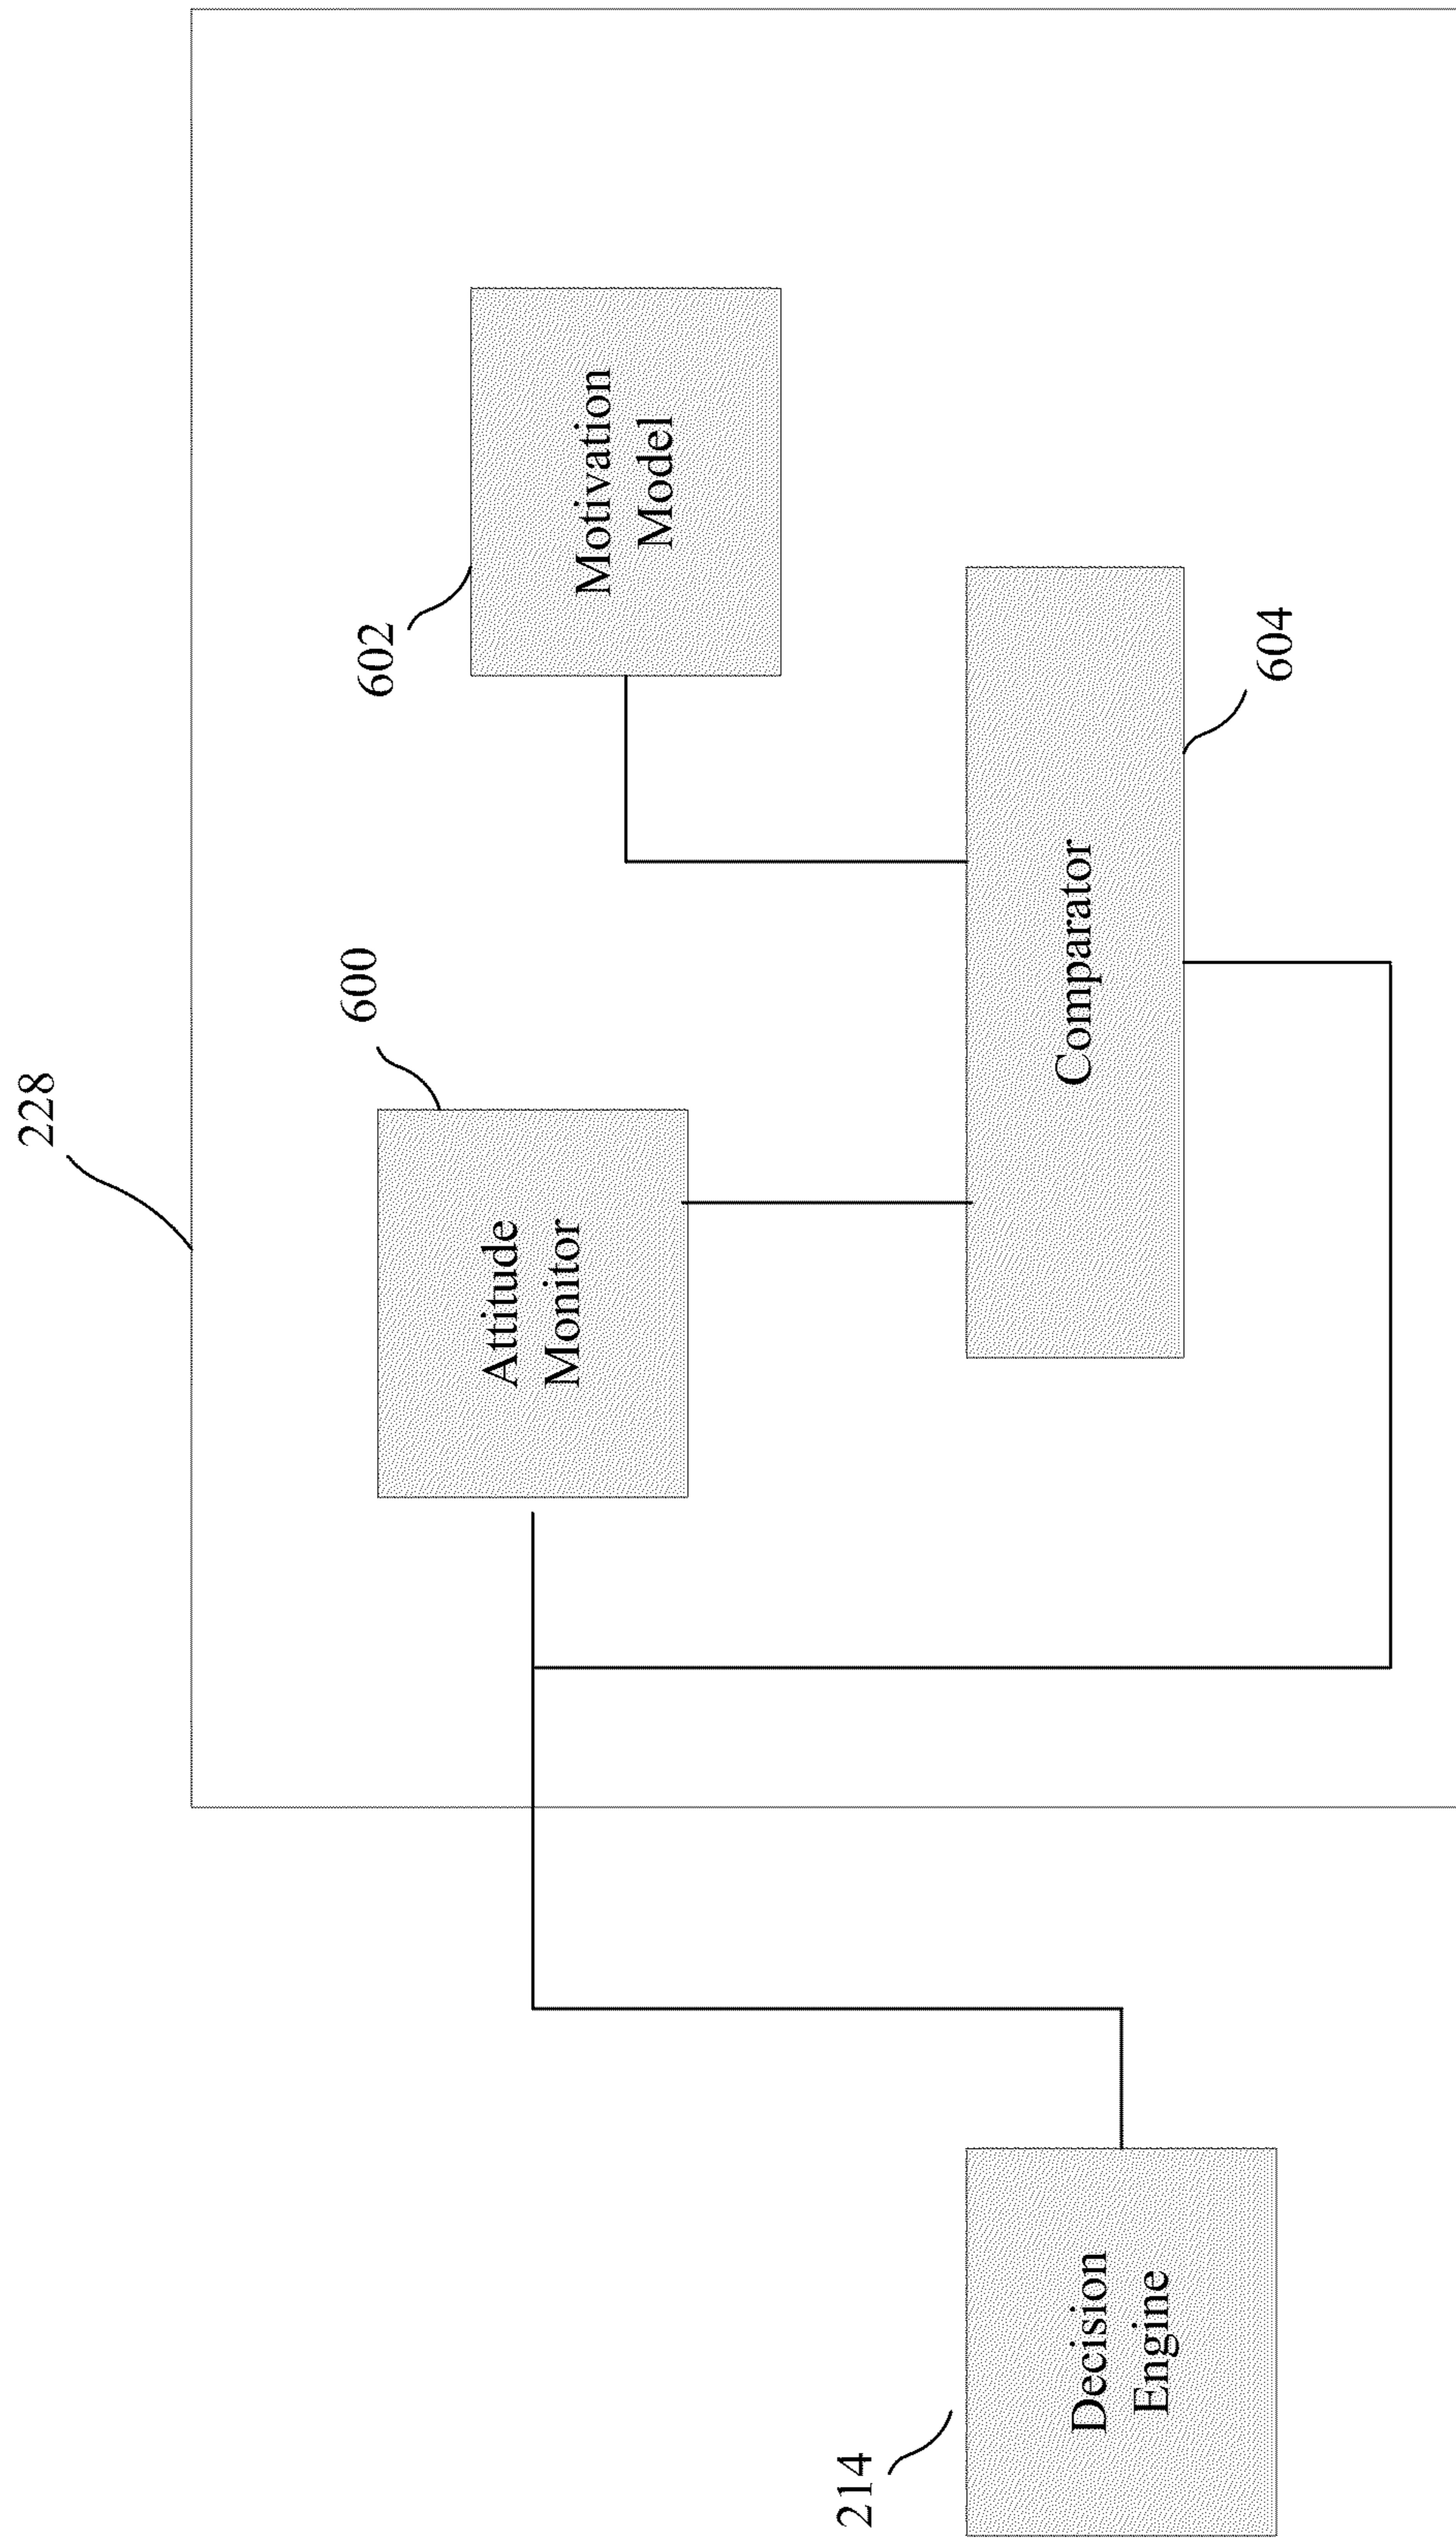 228
600
602
Attitude
Monitor
Motivation
Model
214
Decision
Engine
Comparator
604